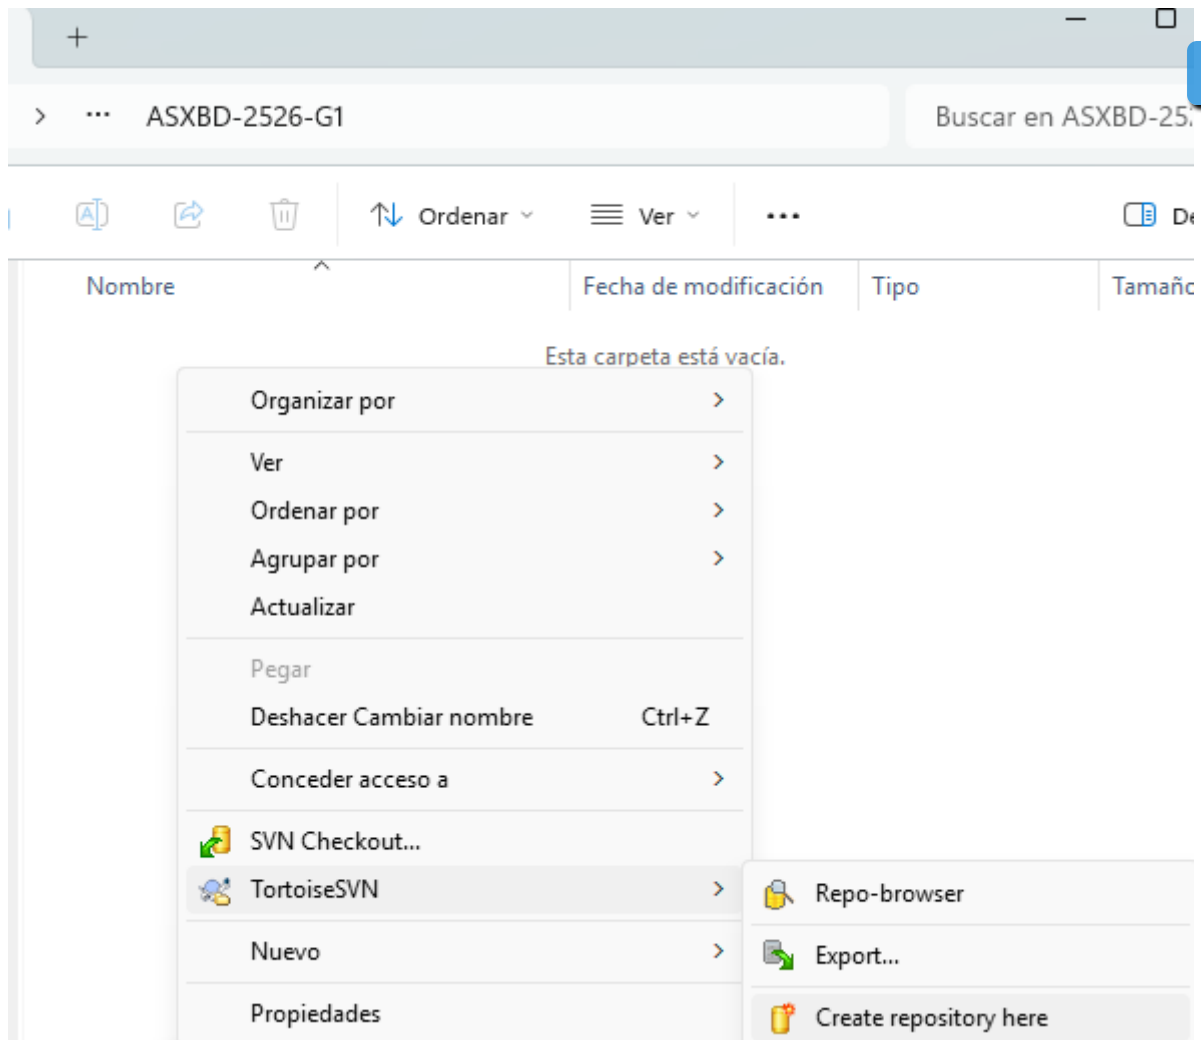 ASXBD-2526-G1
Buscar en ASXBD-25
Ordenar
Ver
Nombre
Fecha de modificación
Tipo
Tamaño
Esta carpeta está vacía.
Organizar por
Ver
Ordenar por
Agrupar por
Actualizar
Pegar
Deshacer Cambiar nombre Ctrl+Z
Conceder acceso a
SVN Checkout...
TortoiseSVN
Repo-browser
Nuevo
Export...
Propiedades
Create repository here